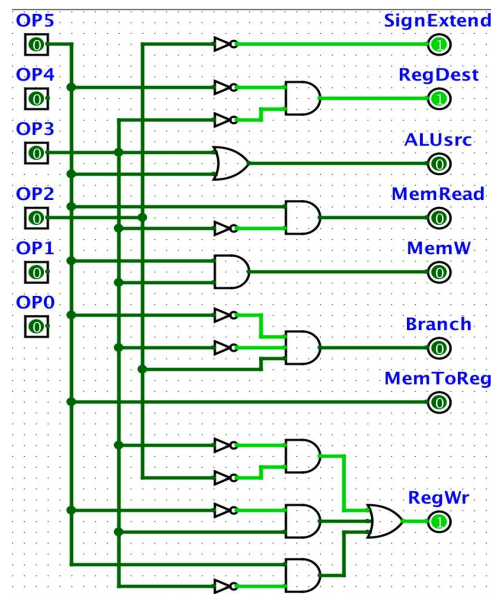 OP5 SignExtend
0 1
OP4 RegDest
0 1
OP3 ALUsrc
0 0
OP2 MemRead
0 0
OP1 MemW
0 0
OP0 Branch
0 0
MemToReg
0
RegWr
1